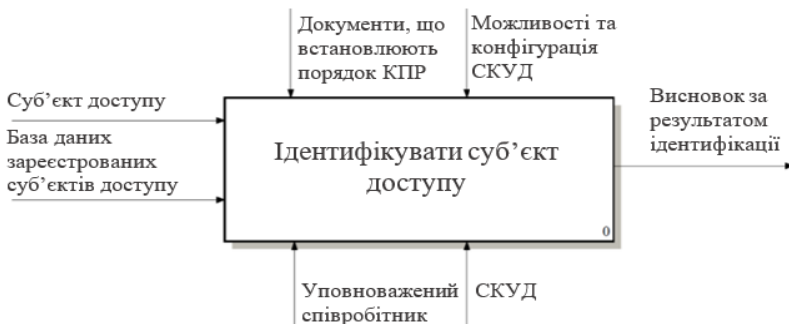 Документи, що
встановлюють
порядок КПР
Можливості та
конфігурація
СКУД
Суб’єкт доступу
База даних
зареєстрованих
суб’єктів доступу
Ідентифікувати суб’єкт
доступу
0
Висновок за
результатом
ідентифікації
Уповноважений
співробітник
СКУД